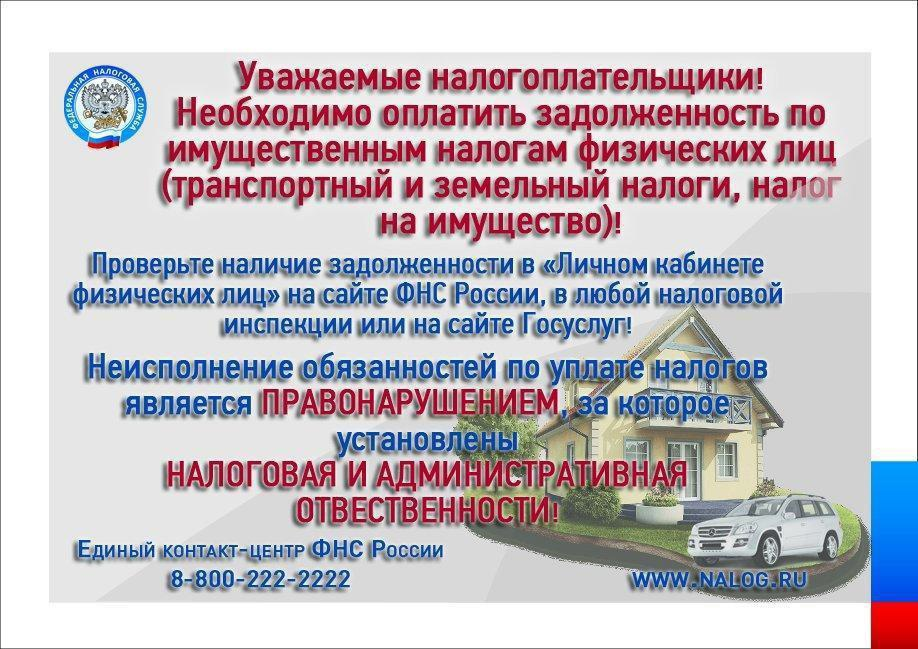 ФЕДЕРАЛЬНАЯ НАЛОГОВАЯ СЛУЖБА
Уважаемые налогоплательщики!
Необходимо оплатить задолженность по
имущественным налогам физических лиц
(транспортный и земельный налоги, налог
на имущество)!
Проверьте наличие задолженности в «Личном кабинете
физических лиц» на сайте ФНС России, в любой налоговой
инспекции или на сайте Госуслуг!
Неисполнение обязанностей по уплате налогов
является ПРАВОНАРУШЕНИЕМ, за которое
установлены
НАЛОГОВАЯ И АДМИНИСТРАТИВНАЯ
ОТВЕСТВЕННОСТИ!
Единый контакт-центр ФНС России
8-800-222-2222
www.nalog.ru